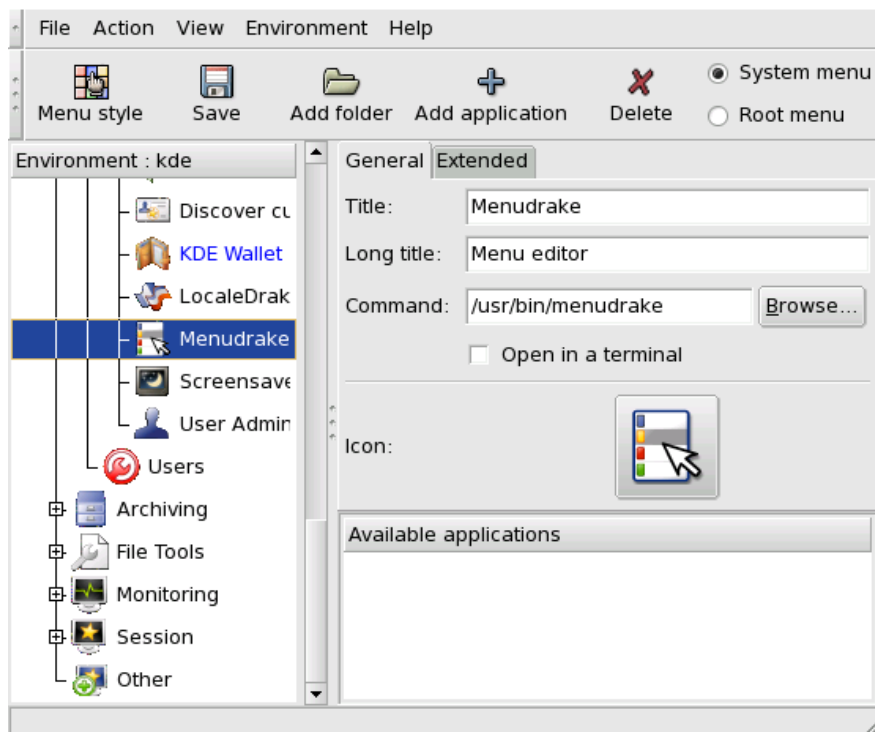 File Action View Environment Help
Menu style Save Add folder Add application Delete System menu
Root menu
Environment : kde
Discover cu
KDE Wallet
LocaleDrak
Menudrake
Screensave
User Admin
Users
Archiving
File Tools
Monitoring
Session
Other
General Extended
Title: Menudrake
Long title: Menu editor
Command: /usr/bin/menudrake Browse...
Open in a terminal
Icon:
Available applications